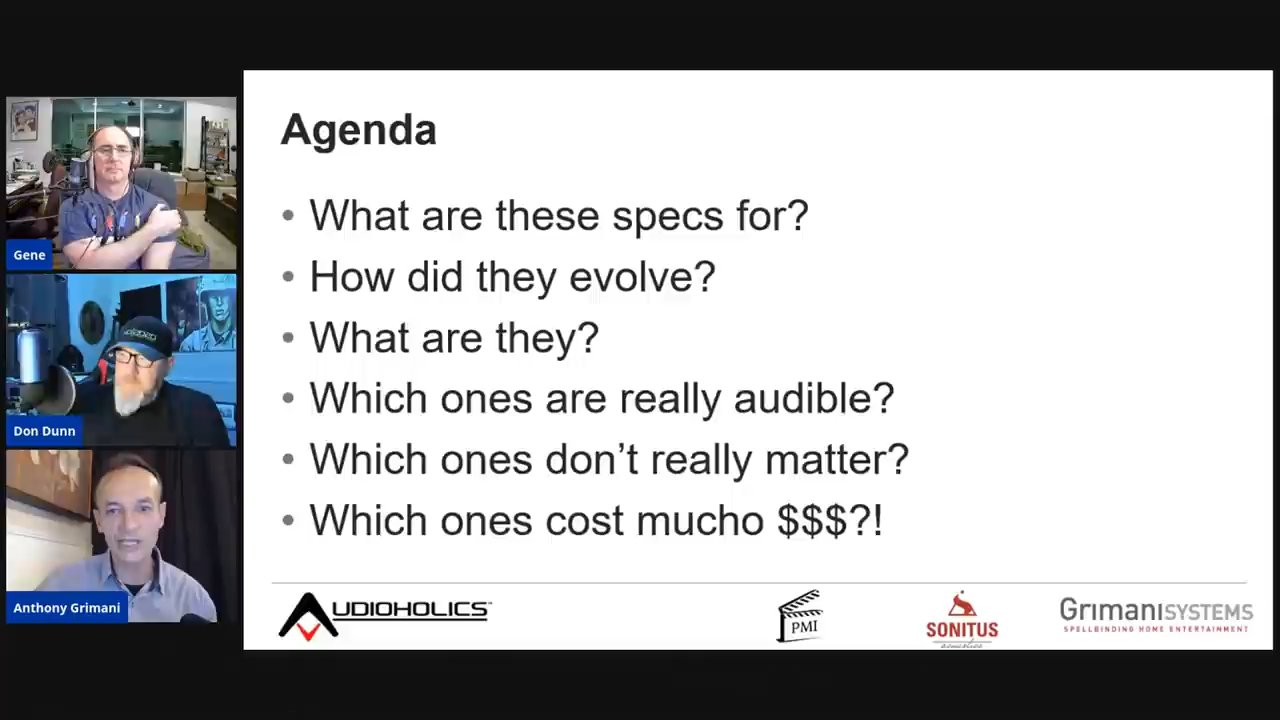 Agenda
• What are these specs for?
• How did they evolve?
• What are they?
• Which ones are really audible?
• Which ones don’t really matter?
• Which ones cost mucho $$$?!
Gene
Don Dunn
Anthony Grimani
AUDIOHOLICS™
PMI
SONITUS
acoustics
GRIMANISYSTEMS
SPELLBINDING HOME ENTERTAINMENT